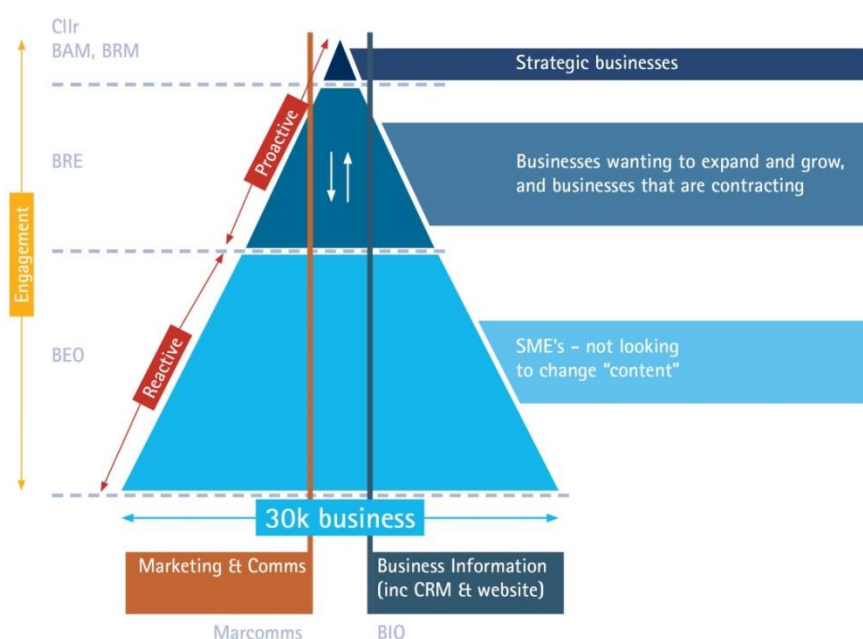 Cllr
BAM, BRM
Strategic businesses
Proactive
BRE
Businesses wanting to expand and grow,
and businesses that are contracting
Engagement
Reactive
BEO
SME's – not looking
to change "content"
30k business
Marketing & Comms
Business Information
(inc CRM & website)
Marcomms
BIO